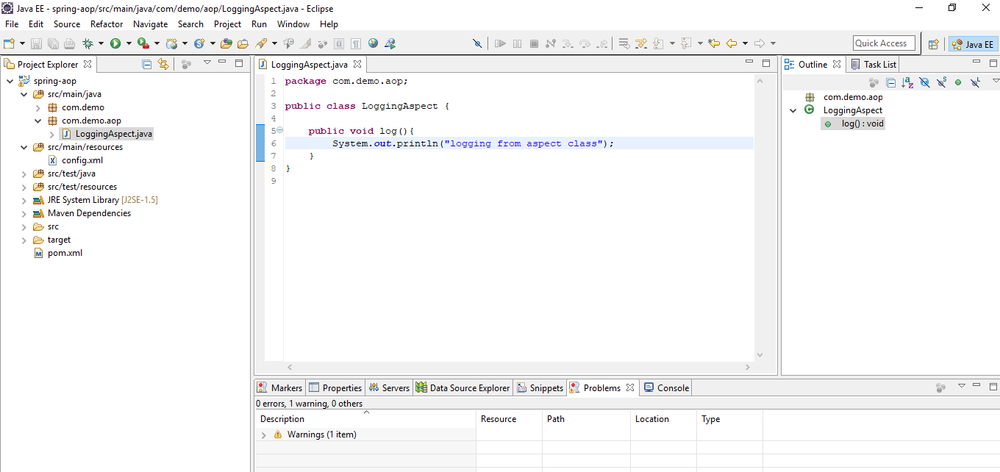 Java EE - spring-aop/src/main/java/com/demo/aop/LoggingAspect.java - Eclipse
File Edit Source Refactor Navigate Search Project Run Window Help
Quick Access
Java EE
Project Explorer
spring-aop
src/main/java
com.demo
com.demo.aop
LoggingAspect.java
src/main/resources
config.xml
src/test/java
src/test/resources
JRE System Library [J2SE-1.5]
Maven Dependencies
src
target
pom.xml
LoggingAspect.java
1 package com.demo.aop;
2
3 public class LoggingAspect {
4
5 public void log(){
6 System.out.println("logging from aspect class");
7 }
8 }
9
Outline Task List
com.demo.aop
LoggingAspect
log() : void
Markers Properties Servers Data Source Explorer Snippets Problems Console
0 errors, 1 warning, 0 others
Description Resource Path Location Type
Warnings (1 item)